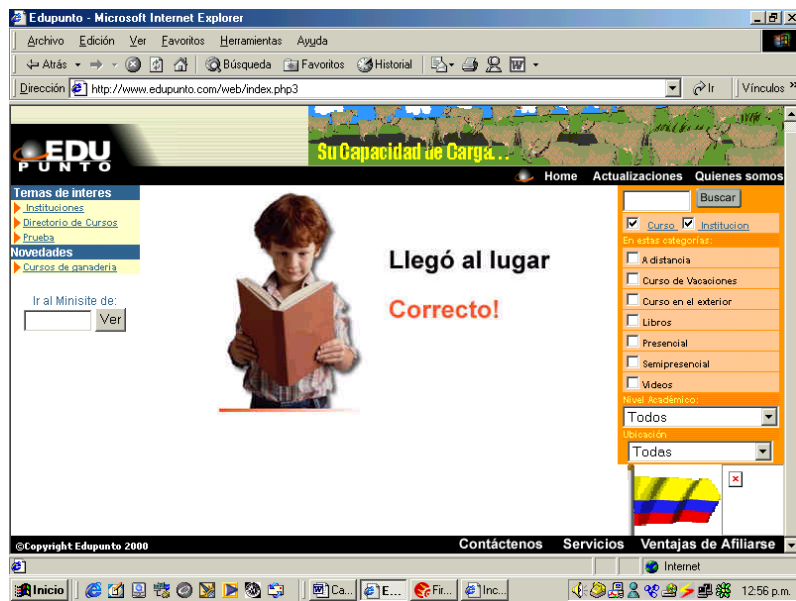 Edupunto - Microsoft Internet Explorer
Archivo Edición Ver Favoritos Herramientas Ayuda
Atrás Búsqueda Favoritos Historial
Dirección http://www.edupunto.com/web/index.php3 Ir Vínculos »
EDU
PUNTO
Su Capacidad de Carga...
Home Actualizaciones Quienes somos
Temas de interes
Instituciones
Directorio de Cursos
Prueba
Novedades
Cursos de ganaderia
Ir al Minisite de:
Ver
Llegó al lugar
Correcto!
Buscar
Curso Institucion
En estas categorías:
A distancia
Curso de Vacaciones
Curso en el exterior
Libros
Presencial
Semipresencial
Videos
Nivel Académico:
Todos
Ubicación
Todas
©Copyright Edupunto 2000
Contáctenos Servicios Ventajas de Afiliarse
Internet
Inicio Ca... E... Fir... Inc... 12:56 p.m.